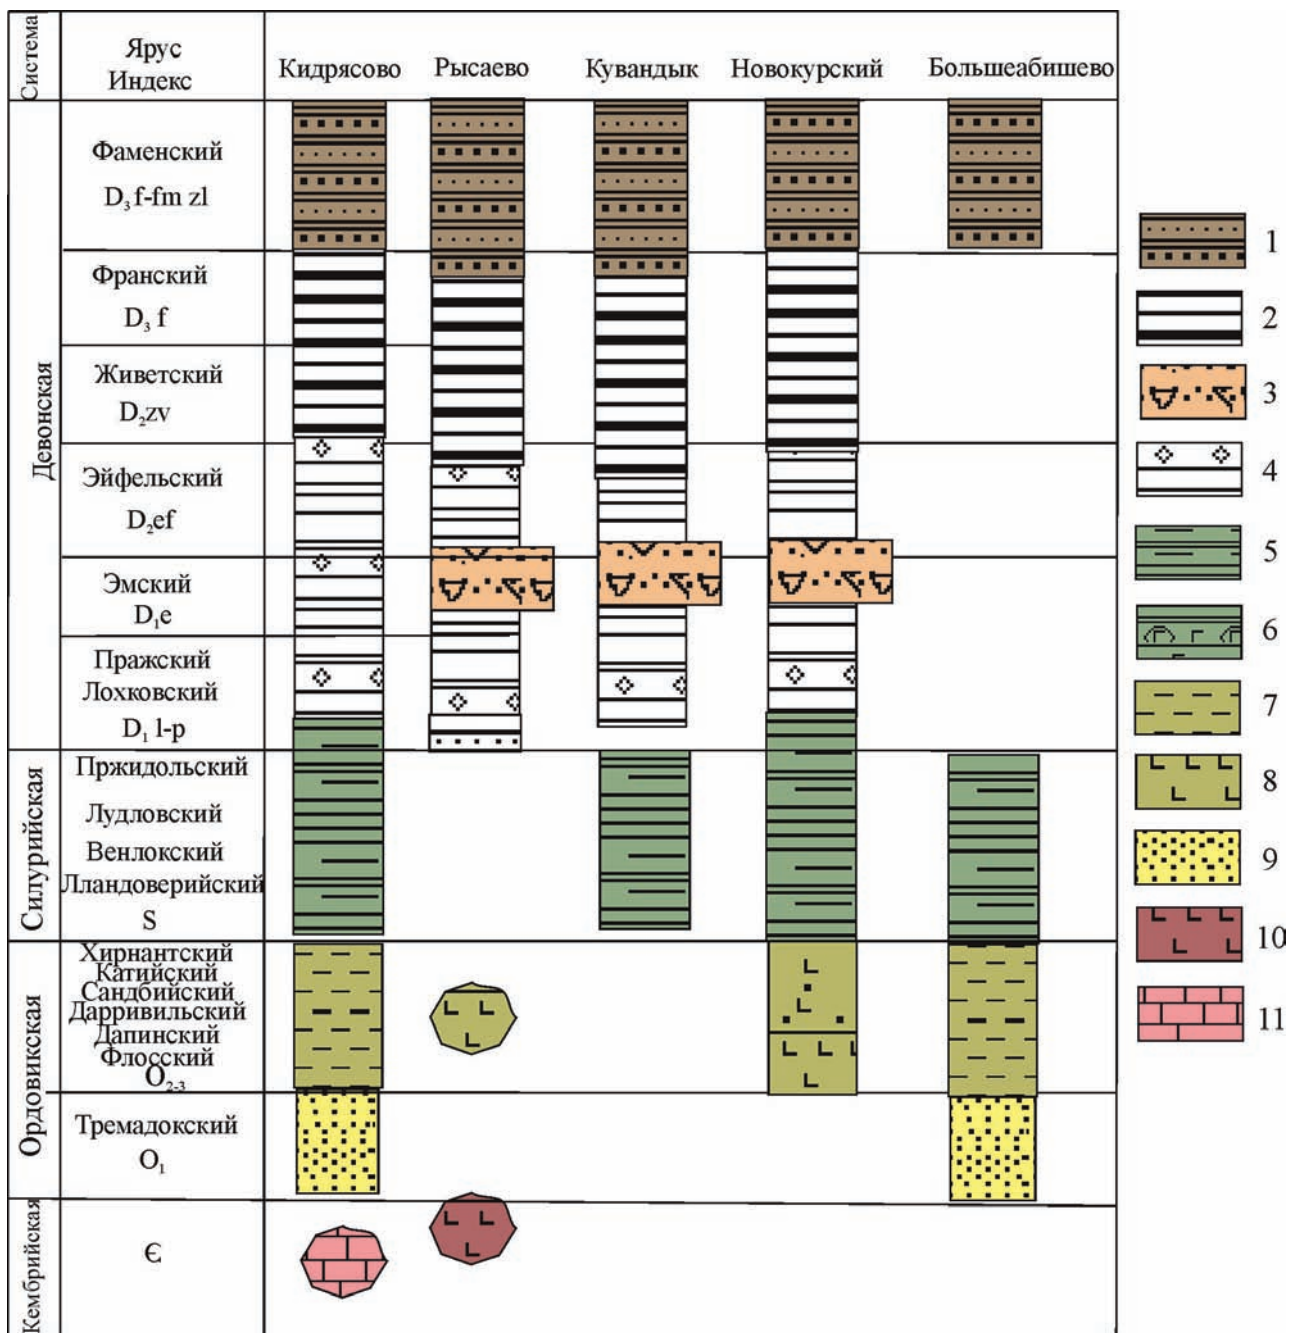 Система
Ярус
Индекс
Кидрясово
Рысаево
Кувандык
Новокурский
Большеабишево
Девонская
Фаменский
D₃ f-fm zl
Франский
D₃ f
Живетский
D₂zv
Эйфельский
D₂ef
Эмский
D₁e
Пражский
Лохковский
D₁ l-p
Силурийская
Пржидольский
Лудловский
Венлокский
Лландоверийский
S
Ордовикская
Хирнантский
Катийский
Сандбийский
Дарривильский
Дапинский
Флосский
O₂₋₃
Тремадокский
O₁
Кембрийская
Є
1
2
3
4
5
6
7
8
9
10
11